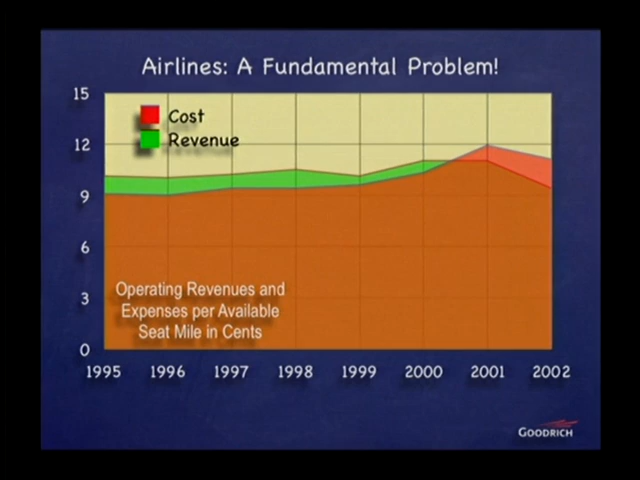 Airlines: A Fundamental Problem!
15
Cost
Revenue
12
9
6
3
0
Operating Revenues and
Expenses per Available
Seat Mile in Cents
1995 1996 1997 1998 1999 2000 2001 2002
GOODRICH